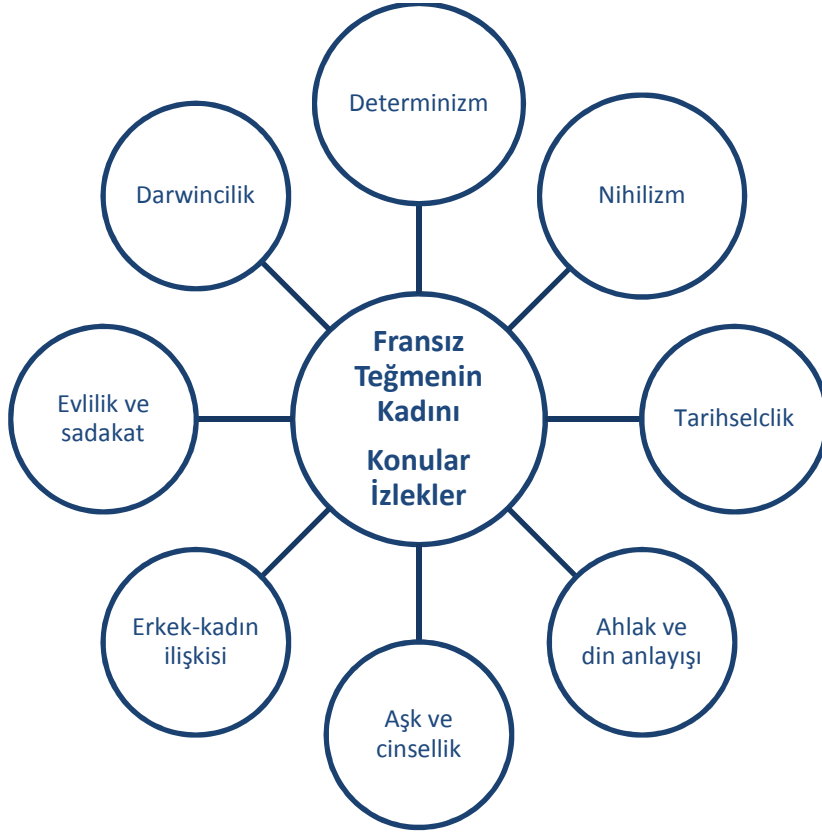 Determinizm
Darwincilik
Nihilizm
Fransız
Teğmenin
Kadını
Konular
İzlekler
Evlilik ve
sadakat
Tarihselclik
Erkek-kadın
ilişkisi
Ahlak ve
din anlayışı
Aşk ve
cinsellik